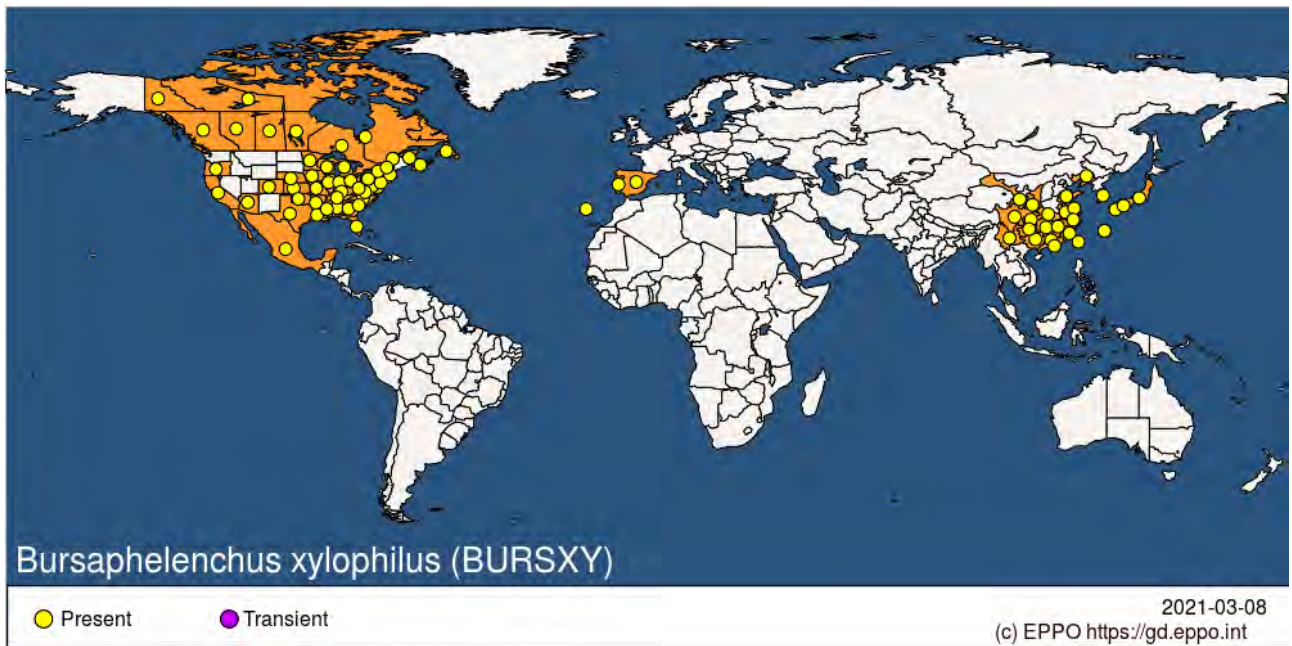 Bursaphelenchus xylophilus (BURSXY)
Present
Transient
2021-03-08
(c) EPPO https://gd.eppo.int